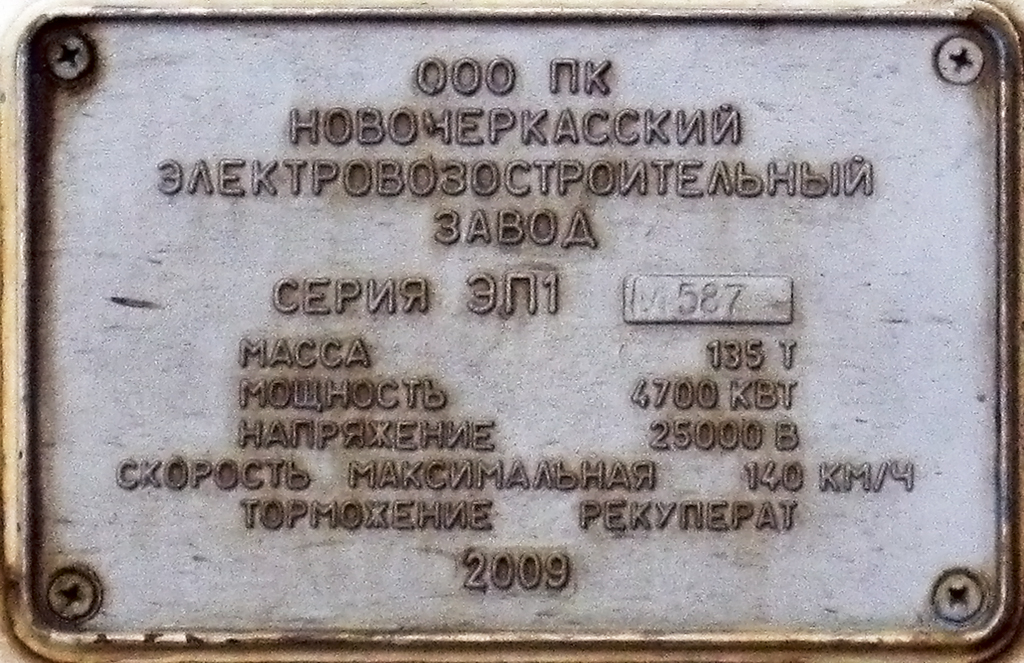 ООО ПК
НОВОЧЕРКАССКИЙ
ЭЛЕКТРОВОЗОСТРОИТЕЛЬНЫЙ
ЗАВОД
СЕРИЯ ЭП1 М 587
МАССА 135 Т
МОЩНОСТЬ 4700 КВТ
НАПРЯЖЕНИЕ 25000 В
СКОРОСТЬ МАКСИМАЛЬНАЯ 140 КМ/Ч
ТОРМОЖЕНИЕ РЕКУПЕРАТ
2009